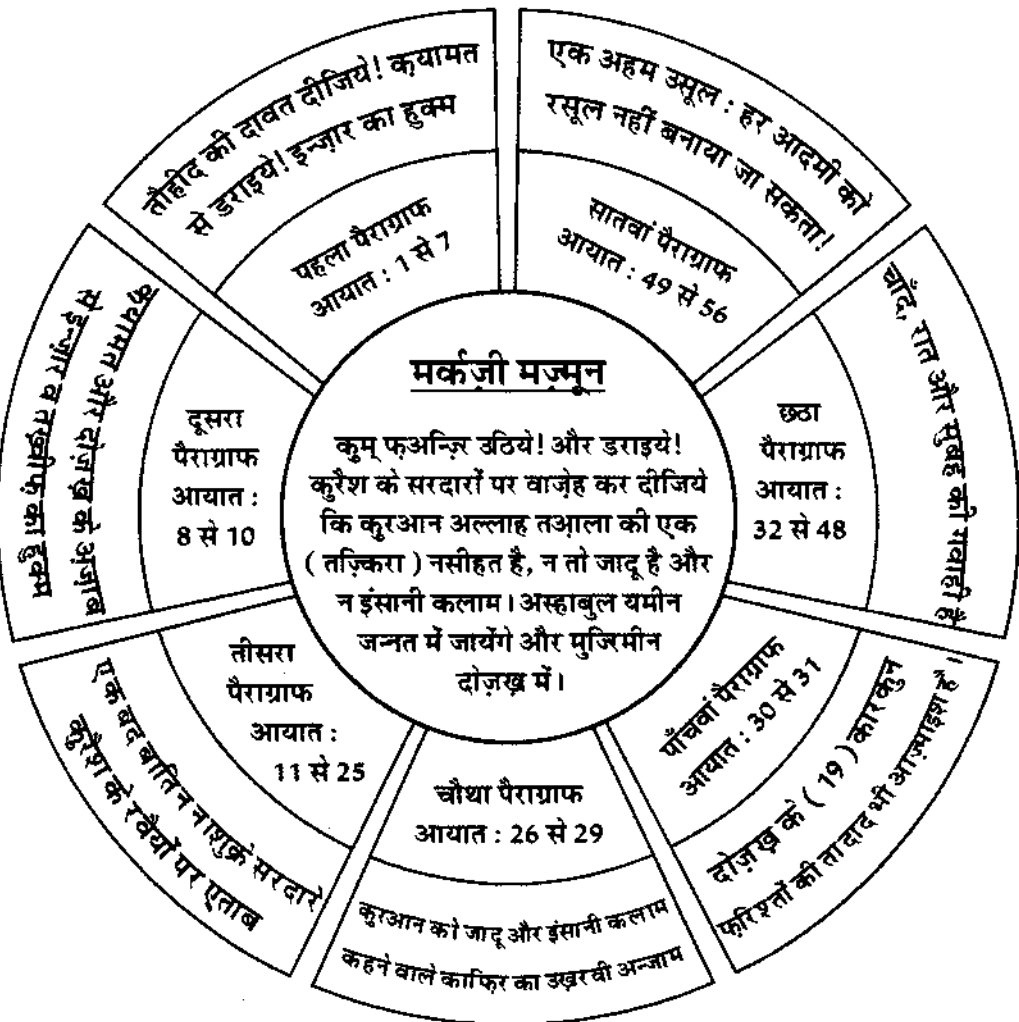 मर्कज़ी मज़्मून
क़ुम् फ़अन्ज़िर उठिये! और डराइये!
क़ुरैश के सरदारों पर वाज़ेह कर दीजिये
कि क़ुरआन अल्लाह तआ़ला की एक
( तज़्किरा ) नसीहत है, न तो जादू है और
न इंसानी कलाम। अस्हाबुल यमीन
जन्नत में जायेंगे और मुज्रिमीन
दोज़ख़ में।
तौहीद की दावत दीजिये! क़यामत
से डराइये! इन्ज़ार का हुक्म
पहला पैराग्राफ
आयात : 1 से 7
क़यामत और दोज़ख़ के अ़ज़ाब
से इन्ज़ार व तख़्वीफ़ का हुक्म
दूसरा
पैराग्राफ
आयात :
8 से 10
तीसरा
पैराग्राफ
आयात :
11 से 25
एक बद बातिन नाशुक्रे सरदारे
क़ुरैश के रवैयों पर एताब
चौथा पैराग्राफ
आयात : 26 से 29
क़ुरआन को जादू और इंसानी कलाम
कहने वाले काफ़िर का उख़रवी अन्जाम
पाँचवां पैराग्राफ
आयात : 30 से 31
दोज़ख़ के ( 19 ) कारकुन
फ़रिश्तों की तादाद भी आज़्माइश है।
छठा
पैराग्राफ
आयात :
32 से 48
चाँद, रात और सुबह की गवाही है
एक अहम उसूल : हर आदमी को
रसूल नहीं बनाया जा सकता!
सातवां पैराग्राफ
आयात : 49 से 56